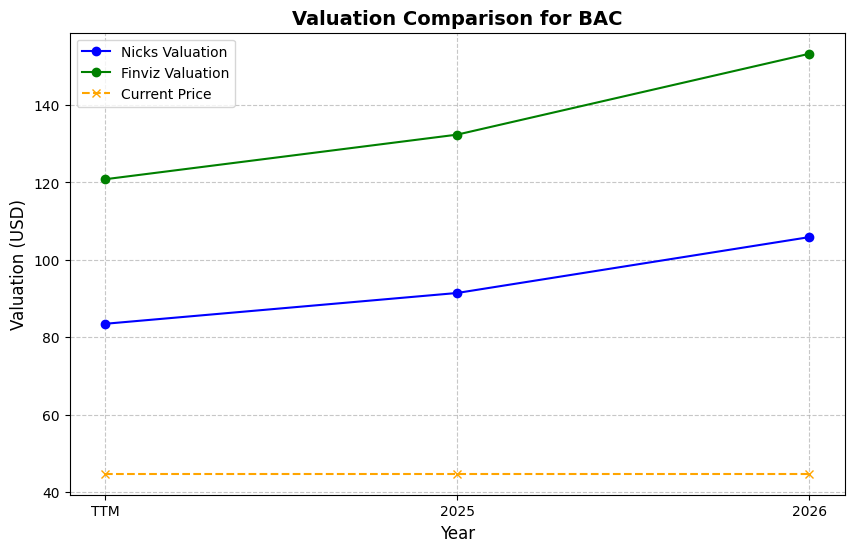 Valuation Comparison for BAC
Nicks Valuation
Finviz Valuation
Current Price
Valuation (USD)
140
120
100
80
60
40
TTM
2025
2026
Year